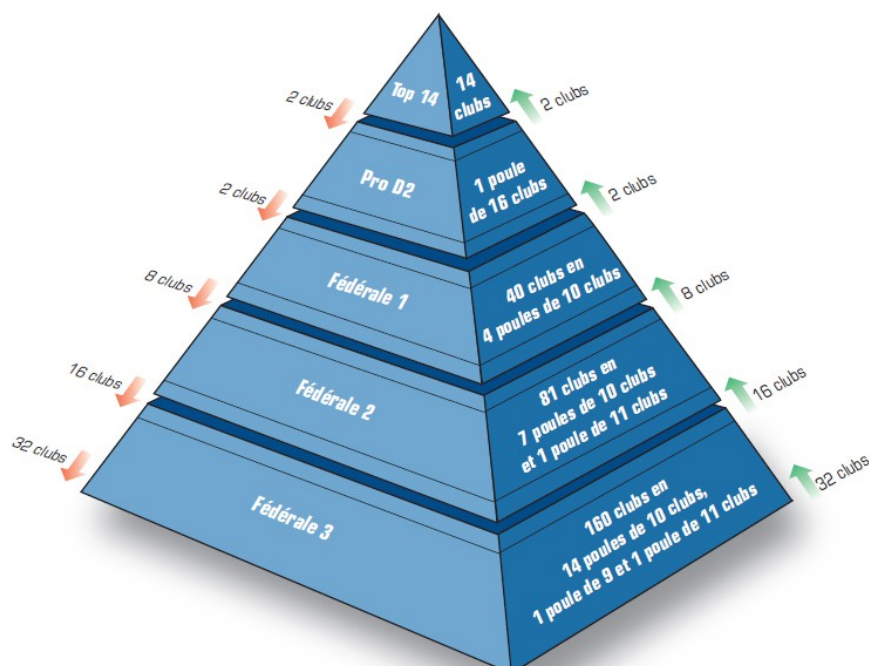 Top 14
14
clubs
2 clubs
2 clubs
Pro D2
1 poule
de 16 clubs
2 clubs
2 clubs
Fédérale 1
40 clubs en
4 poules de 10 clubs
8 clubs
8 clubs
Fédérale 2
81 clubs en
7 poules de 10 clubs
et 1 poule de 11 clubs
16 clubs
16 clubs
Fédérale 3
160 clubs en
14 poules de 10 clubs,
1 poule de 9 et 1 poule de 11 clubs
32 clubs
32 clubs